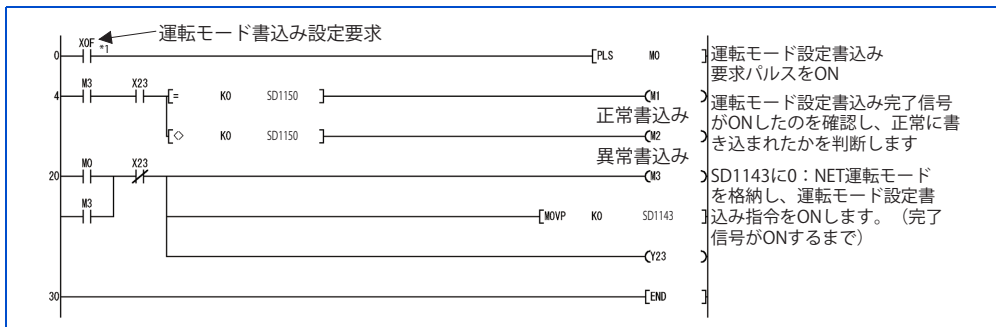 X0F
運転モード書込み設定要求
*1
0
PLS M0
運転モード設定書込み
要求パルスをON
M3 X23
4
= K0 SD1150
M1
正常書込み
<> K0 SD1150
M2
異常書込み
運転モード設定書込み完了信号
がONしたのを確認し、正常に書
き込まれたかを判断します
M0 X23
20
M3
M3
MOVP K0 SD1143
Y23
SD1143に0：NET運転モード
を格納し、運転モード設定書
込み指令をONします。（完了
信号がONするまで）
30
END